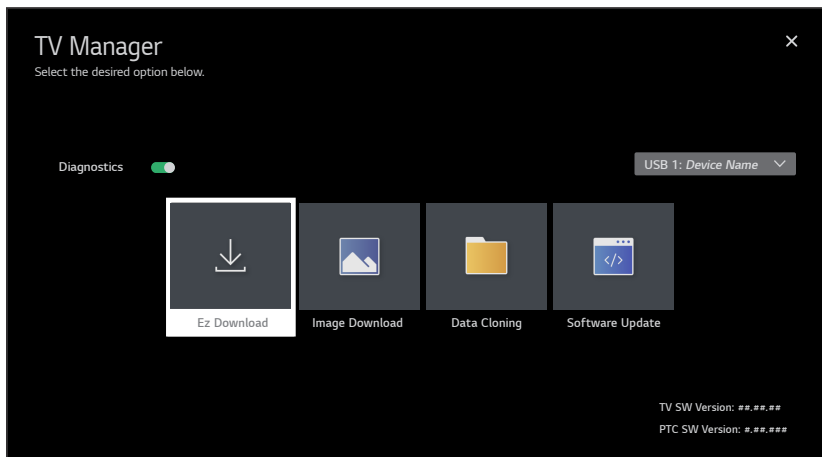 TV Manager
Select the desired option below.
Diagnostics
USB 1: Device Name
Ez Download
Image Download
Data Cloning
Software Update
TV SW Version: ##.##.##
PTC SW Version: #.##.###